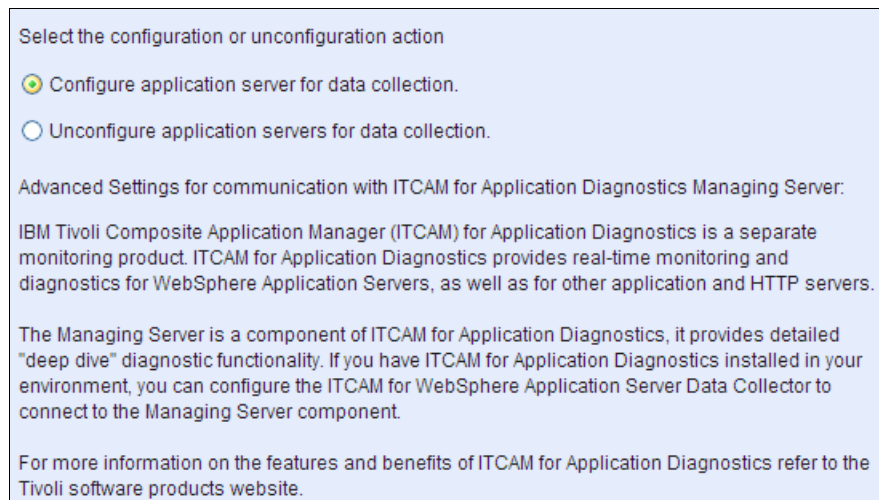 Select the configuration or unconfiguration action
Configure application server for data collection.
Unconfigure application servers for data collection.
Advanced Settings for communication with ITCAM for Application Diagnostics Managing Server:
IBM Tivoli Composite Application Manager (ITCAM) for Application Diagnostics is a separate
monitoring product. ITCAM for Application Diagnostics provides real-time monitoring and
diagnostics for WebSphere Application Servers, as well as for other application and HTTP servers.
The Managing Server is a component of ITCAM for Application Diagnostics, it provides detailed
"deep dive" diagnostic functionality. If you have ITCAM for Application Diagnostics installed in your
environment, you can configure the ITCAM for WebSphere Application Server Data Collector to
connect to the Managing Server component.
For more information on the features and benefits of ITCAM for Application Diagnostics refer to the
Tivoli software products website.